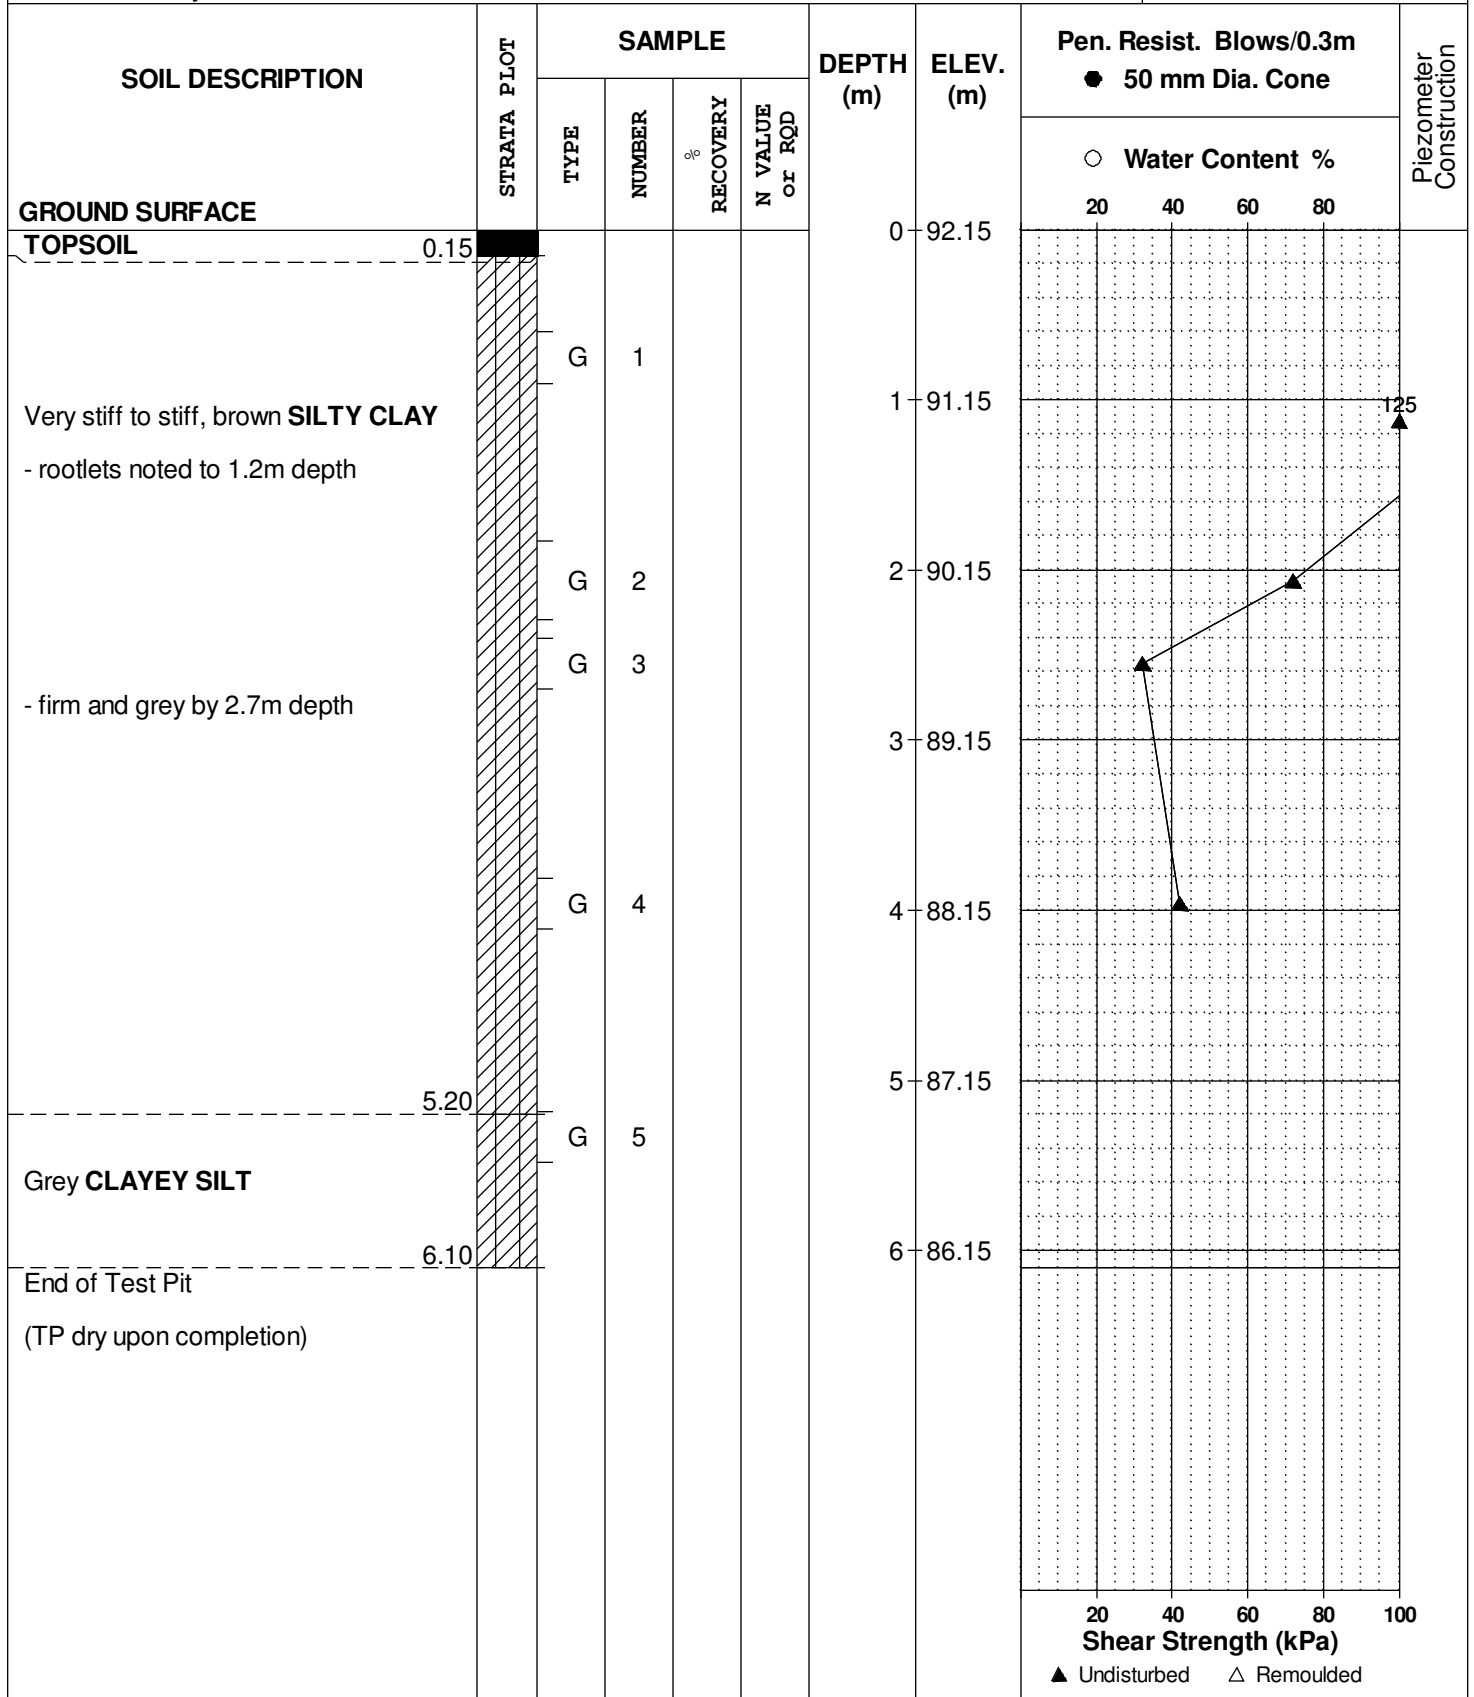 SOIL DESCRIPTION
GROUND SURFACE
STRATA PLOT
SAMPLE
TYPE
NUMBER
%
RECOVERY
N VALUE
or RQD
DEPTH
(m)
ELEV.
(m)
Pen. Resist. Blows/0.3m
● 50 mm Dia. Cone
○ Water Content %
20 40 60 80
Piezometer
Construction
TOPSOIL 0.15
0 92.15
G 1
1 91.15
125
Very stiff to stiff, brown SILTY CLAY
- rootlets noted to 1.2m depth
2 90.15
G 2
G 3
- firm and grey by 2.7m depth
3 89.15
G 4
4 88.15
5 87.15
5.20
G 5
Grey CLAYEY SILT
6.10
6 86.15
End of Test Pit
(TP dry upon completion)
20 40 60 80 100
Shear Strength (kPa)
▲ Undisturbed △ Remoulded